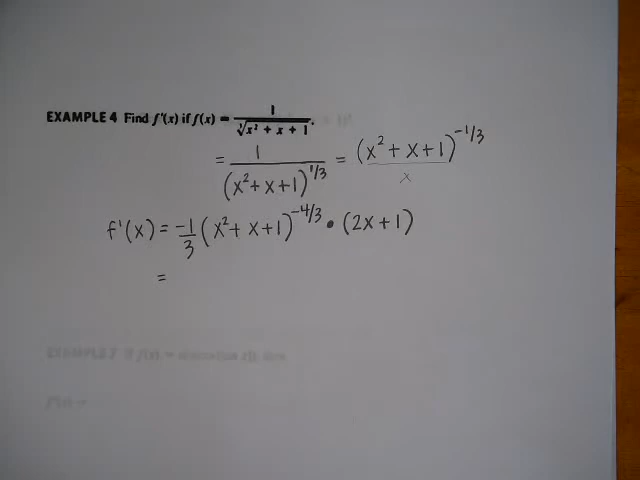 EXAMPLE 4 Find f'(x) if f(x) = 1 / ∛(x² + x + 1).
= 1 / (x² + x + 1)^1/3 = (x² + x + 1)^-1/3
x
f'(x) = -1/3 (x² + x + 1)^-4/3 • (2x + 1)
=
EXAMPLE